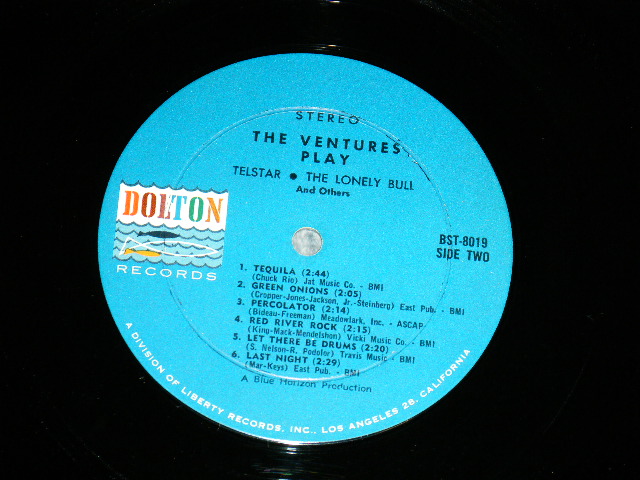 STEREO
THE VENTURES
PLAY
TELSTAR • THE LONELY BULL
And Others
DOLTON
RECORDS
BST-8019
SIDE TWO
1. TEQUILA (2:44)
(Chuck Rio) Jat Music Co. - BMI
2. GREEN ONIONS (2:05)
(Cropper-Jones-Jackson, Jr.-Steinberg) East Pub. - BMI
3. PERCOLATOR (2:14)
(Bideau-Freeman) Meadowlark, Inc. - ASCAP
4. RED RIVER ROCK (2:15)
(King-Mack-Mendelshon) Vicki Music Co. - BMI
5. LET THERE BE DRUMS (2:20)
(S. Nelson-R. Podolor) Travis Music - BMI
6. LAST NIGHT (2:29)
(Mar-Keys) East Pub. - BMI
A Blue Horizon Production
A DIVISION OF LIBERTY RECORDS, INC., LOS ANGELES 28, CALIFORNIA